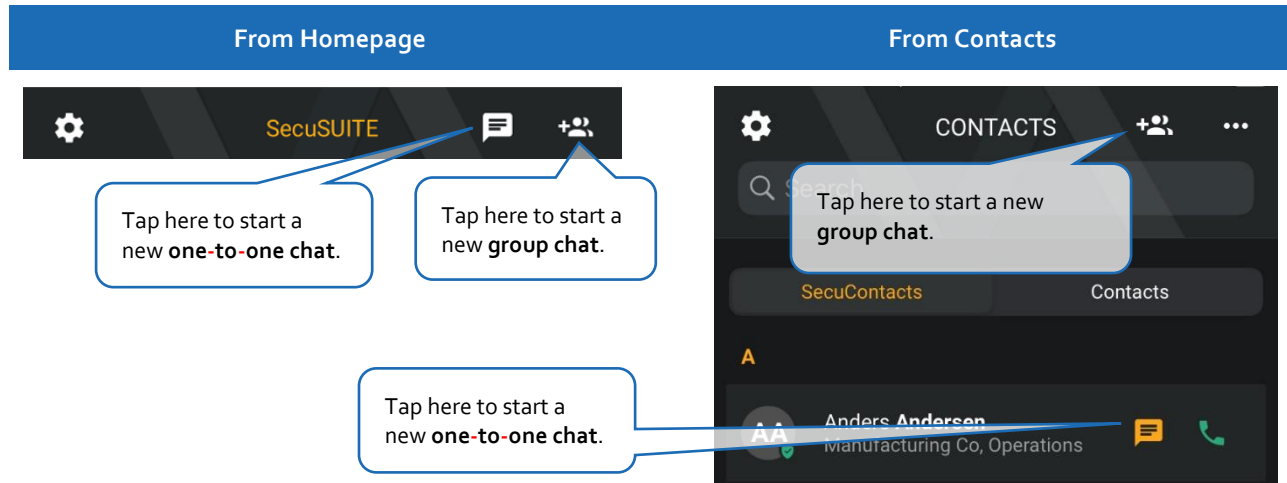 From Homepage
From Contacts
SecuSUITE
Tap here to start a
new one-to-one chat.
Tap here to start a
new group chat.
CONTACTS
Search
Tap here to start a new
group chat.
SecuContacts
Contacts
A
AA
Anders Andersen
Manufacturing Co, Operations
Tap here to start a
new one-to-one chat.